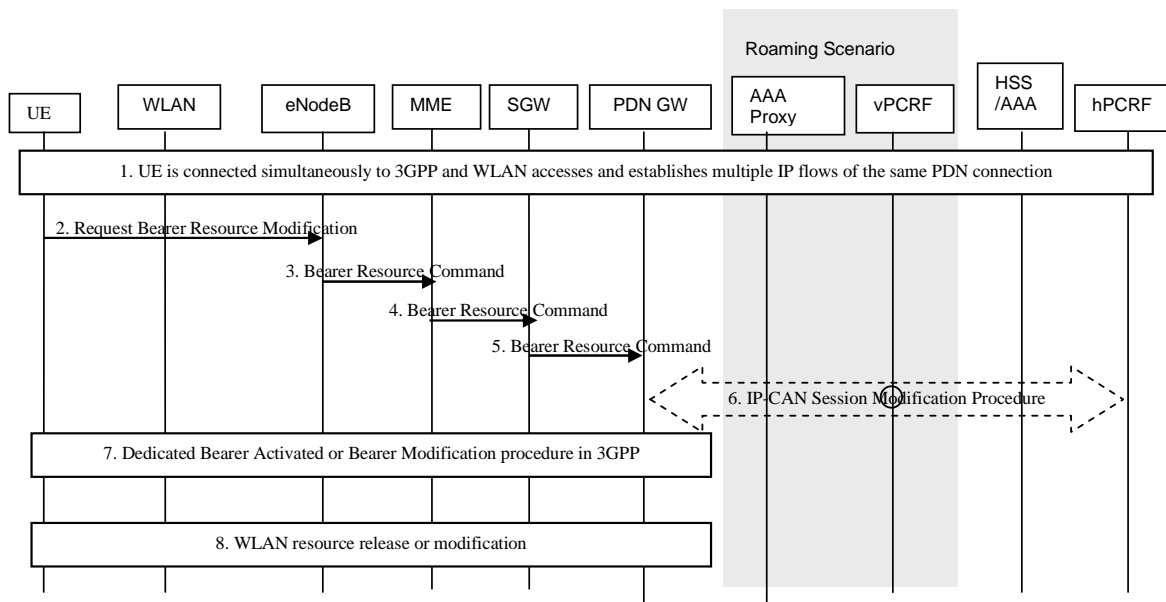 Roaming Scenario
UE
WLAN
eNodeB
MME
SGW
PDN GW
AAA
Proxy
vPCRF
HSS
/AAA
hPCRF
1. UE is connected simultaneously to 3GPP and WLAN accesses and establishes multiple IP flows of the same PDN connection
2. Request Bearer Resource Modification
3. Bearer Resource Command
4. Bearer Resource Command
5. Bearer Resource Command
6. IP-CAN Session Modification Procedure
7. Dedicated Bearer Activated or Bearer Modification procedure in 3GPP
8. WLAN resource release or modification